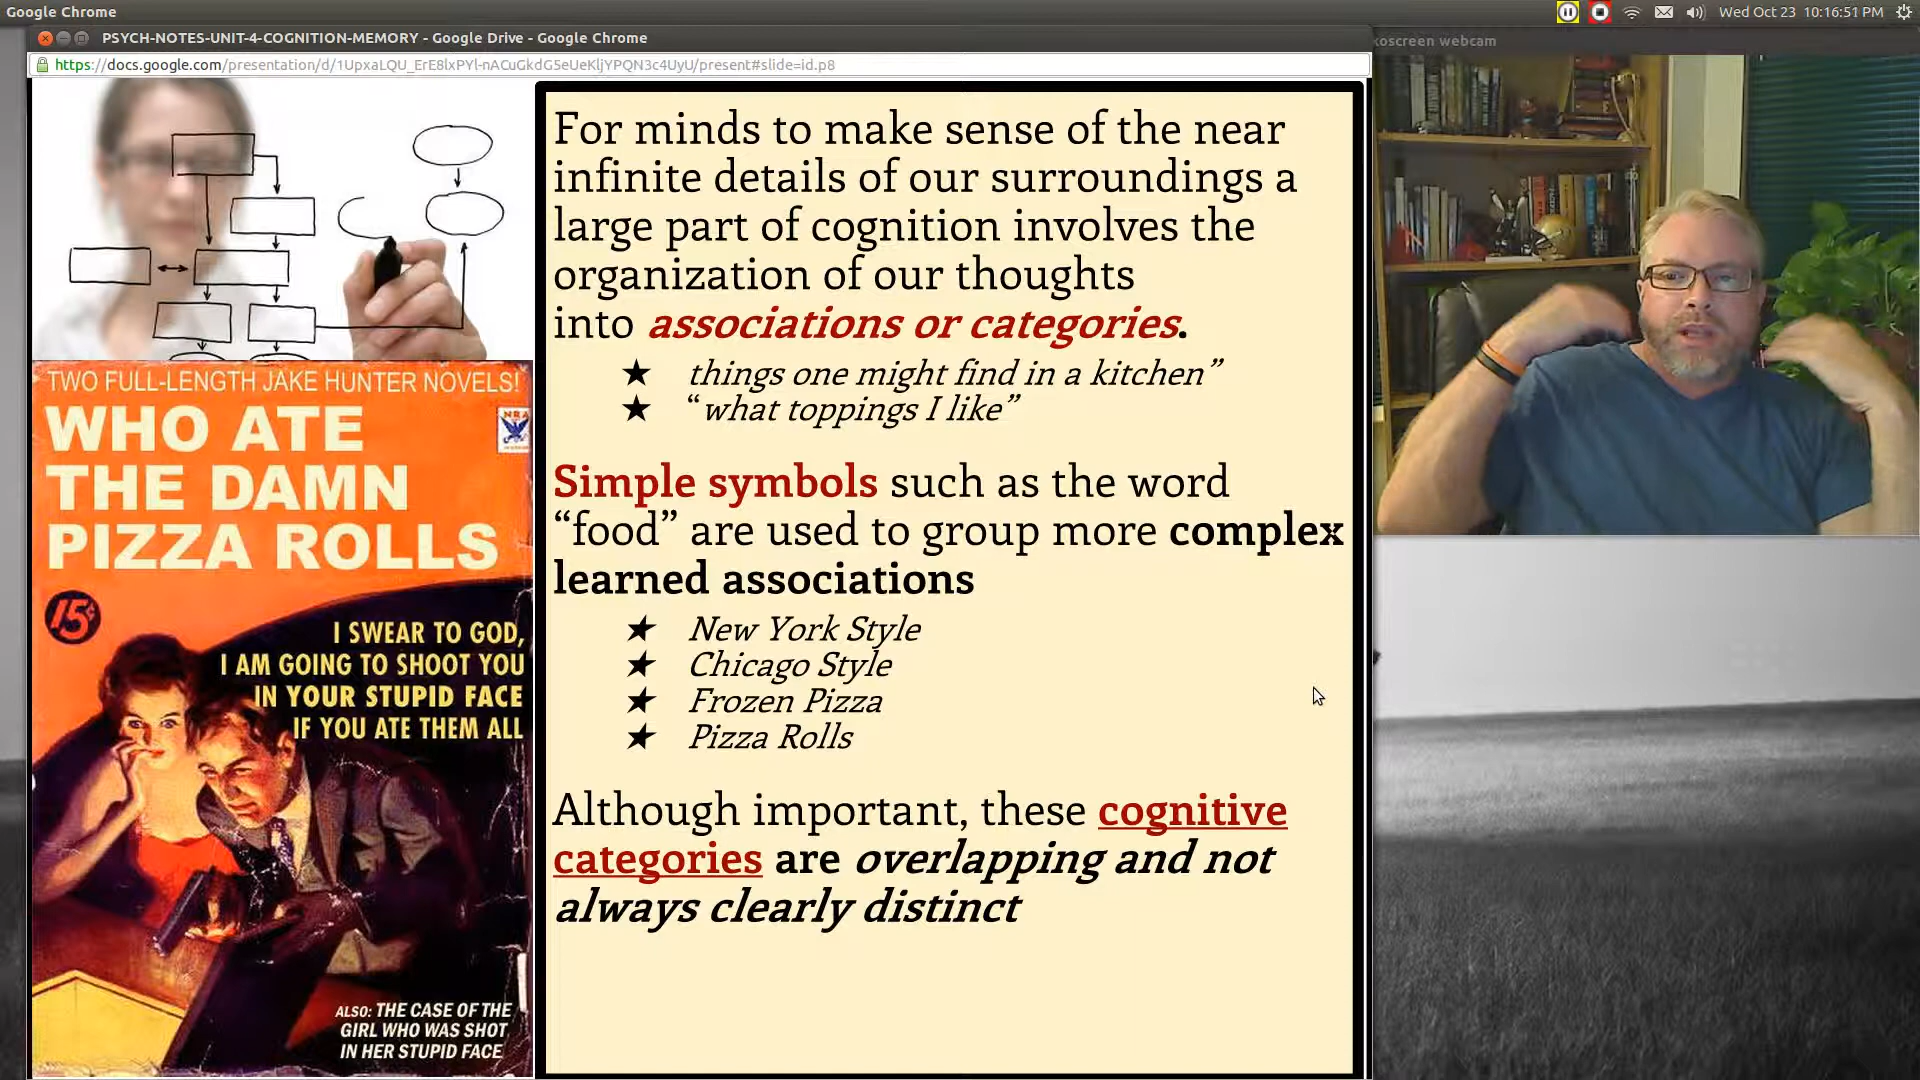 Google Chrome
Wed Oct 23 10:16:51 PM
PSYCH-NOTES-UNIT-4-COGNITION-MEMORY - Google Drive - Google Chrome
koscreen webcam
https://docs.google.com/presentation/d/1UpxaLQU_ErE8lxPYl-nACuGkdG5eUeKljYPQN3c4UyU/present#slide=id.p8
TWO FULL-LENGTH JAKE HUNTER NOVELS!
WHO ATE
THE DAMN
PIZZA ROLLS
NRA
15¢
I SWEAR TO GOD,
I AM GOING TO SHOOT YOU
IN YOUR STUPID FACE
IF YOU ATE THEM ALL
ALSO: THE CASE OF THE
GIRL WHO WAS SHOT
IN HER STUPID FACE
For minds to make sense of the near
infinite details of our surroundings a
large part of cognition involves the
organization of our thoughts
into associations or categories.
★ things one might find in a kitchen”
★ “what toppings I like”
Simple symbols such as the word
“food” are used to group more complex
learned associations
★ New York Style
★ Chicago Style
★ Frozen Pizza
★ Pizza Rolls
Although important, these cognitive
categories are overlapping and not
always clearly distinct